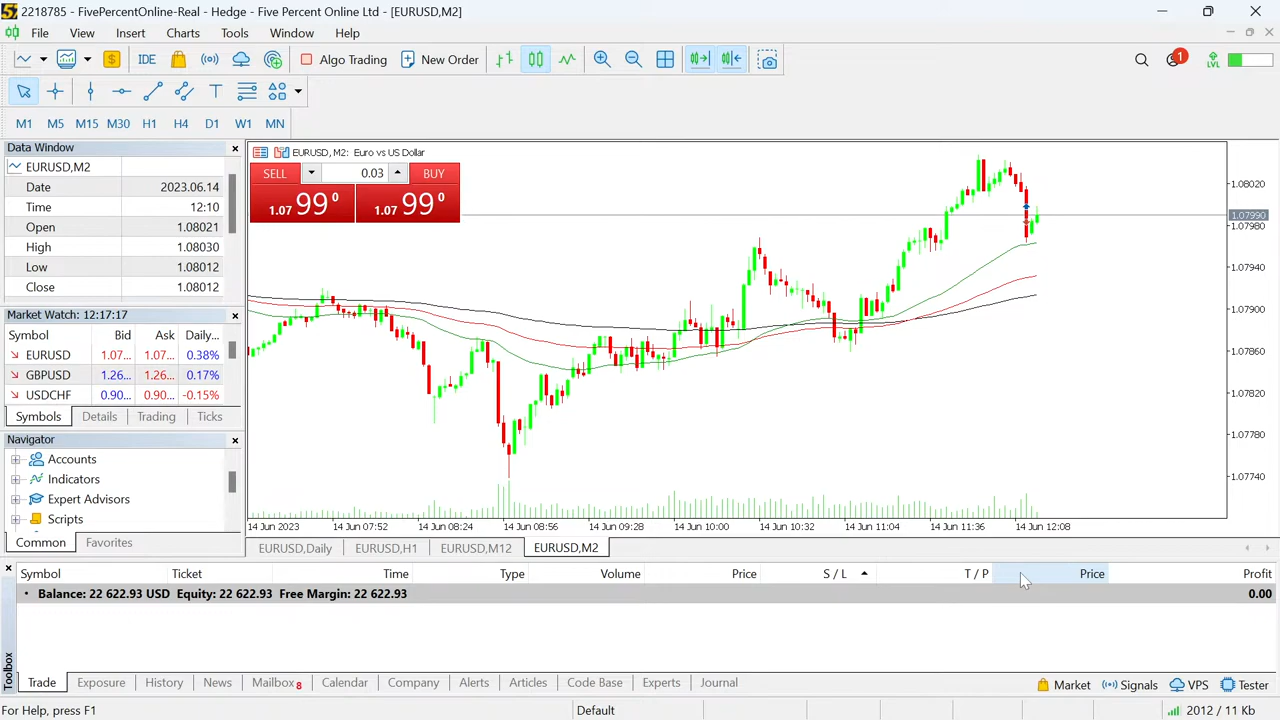 2218785 - FivePercentOnline-Real - Hedge - Five Percent Online Ltd - [EURUSD,M2]
File View Insert Charts Tools Window Help
IDE Algo Trading New Order 1 LVL
M1 M5 M15 M30 H1 H4 D1 W1 MN
Data Window
EURUSD,M2
Date 2023.06.14
Time 12:10
Open 1.08021
High 1.08030
Low 1.08012
Close 1.08012
Market Watch: 12:17:17
Symbol Bid Ask Daily...
EURUSD 1.07... 1.07... 0.38%
GBPUSD 1.26... 1.26... 0.17%
USDCHF 0.90... 0.90... -0.15%
Symbols Details Trading Ticks
Navigator
Accounts
Indicators
Expert Advisors
Scripts
Common Favorites
EURUSD, M2: Euro vs US Dollar
SELL 0.03 BUY
1.07 99 0 1.07 99 0
1.08020
1.07990
1.07980
1.07940
1.07900
1.07860
1.07820
1.07780
1.07740
14 Jun 2023 14 Jun 07:52 14 Jun 08:24 14 Jun 08:56 14 Jun 09:28 14 Jun 10:00 14 Jun 10:32 14 Jun 11:04 14 Jun 11:36 14 Jun 12:08
EURUSD,Daily EURUSD,H1 EURUSD,M12 EURUSD,M2
Symbol Ticket Time Type Volume Price S / L T / P Price Profit
Balance: 22 622.93 USD Equity: 22 622.93 Free Margin: 22 622.93 0.00
Toolbox
Trade Exposure History News Mailbox 8 Calendar Company Alerts Articles Code Base Experts Journal
Market Signals VPS Tester
For Help, press F1 Default 2012 / 11 Kb